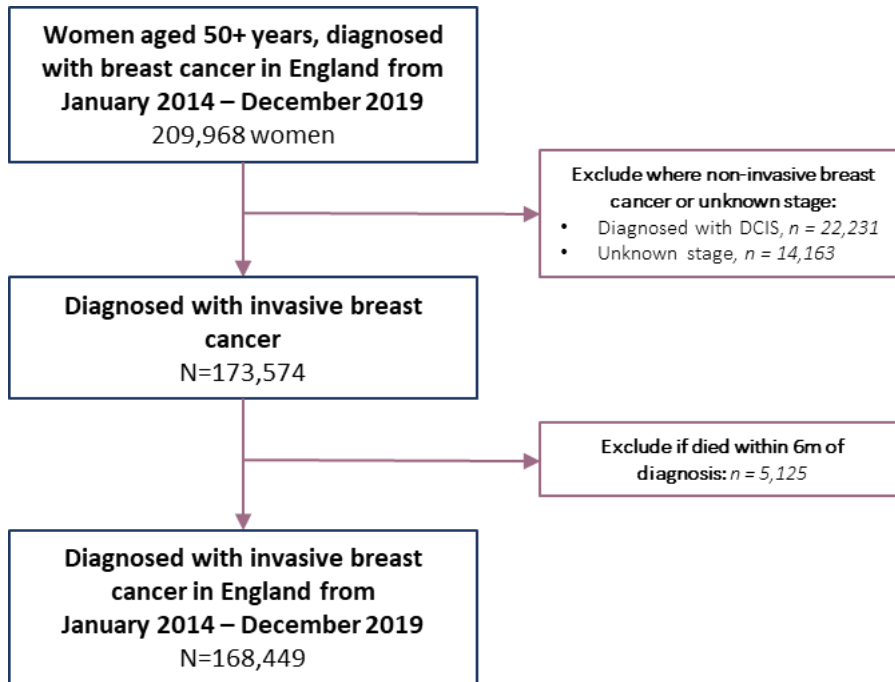 Women aged 50+ years, diagnosed
with breast cancer in England from
January 2014 – December 2019
209,968 women
Exclude where non-invasive breast
cancer or unknown stage:
• Diagnosed with DCIS, n = 22,231
• Unknown stage, n = 14,163
Diagnosed with invasive breast
cancer
N=173,574
Exclude if died within 6m of
diagnosis: n = 5,125
Diagnosed with invasive breast
cancer in England from
January 2014 – December 2019
N=168,449